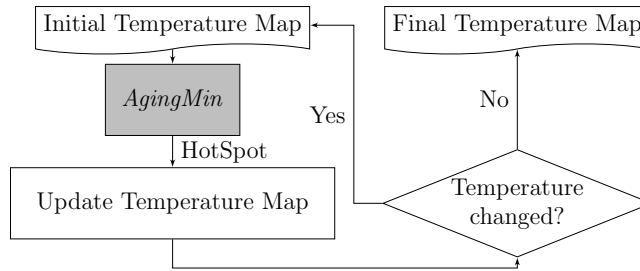 Initial Temperature Map
Final Temperature Map
AgingMin
Yes
No
HotSpot
Update Temperature Map
Temperature
changed?